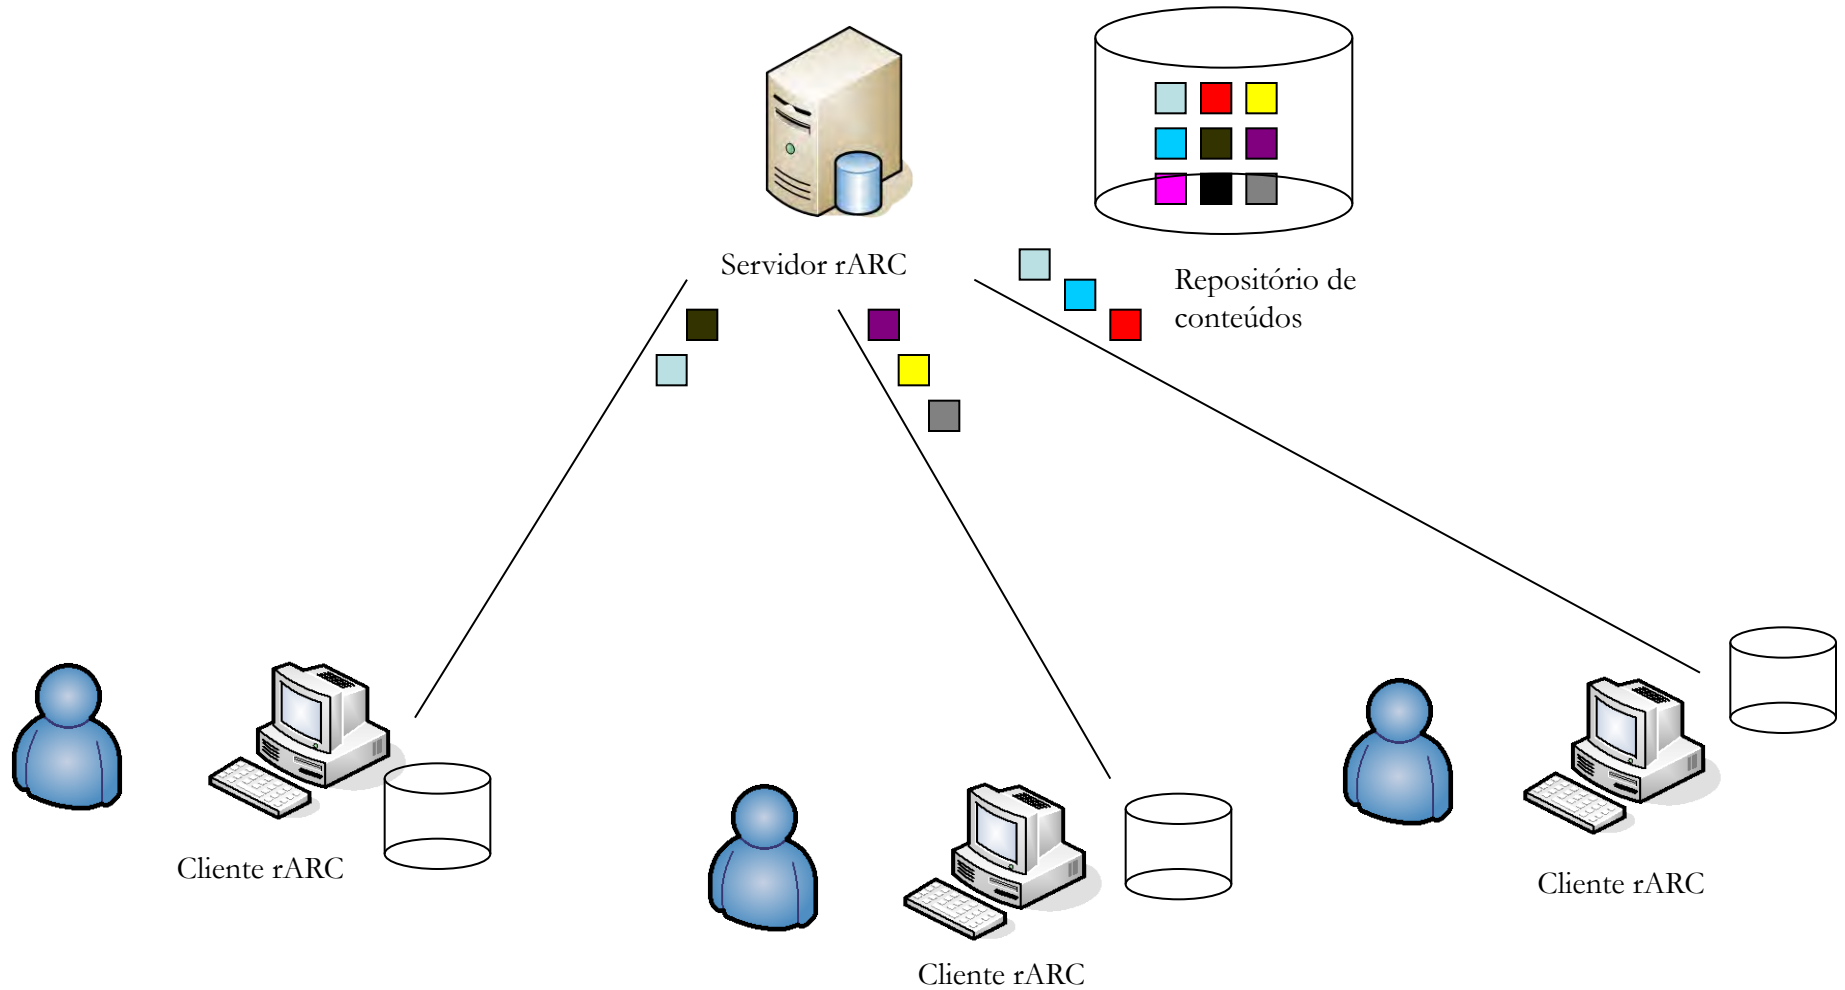 Servidor rARC
Repositório de
conteúdos
Cliente rARC
Cliente rARC
Cliente rARC